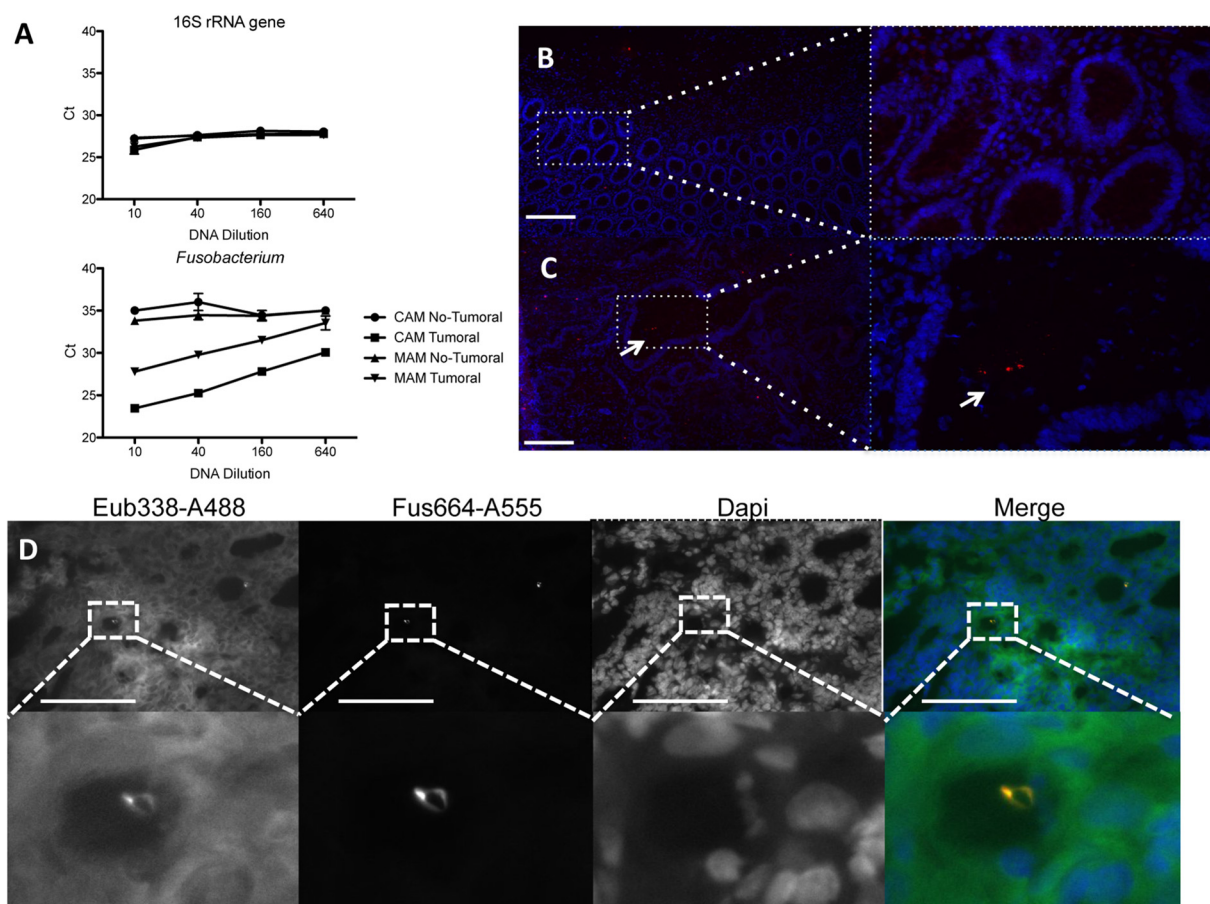 A
16S rRNA gene
40
35
Ct
30
25
20
10 40 160 640
DNA Dilution
Fusobacterium
40
35
Ct
30
25
20
10 40 160 640
DNA Dilution
CAM No-Tumoral
CAM Tumoral
MAM No-Tumoral
MAM Tumoral
B
C
Eub338-A488 Fus664-A555 Dapi Merge
D